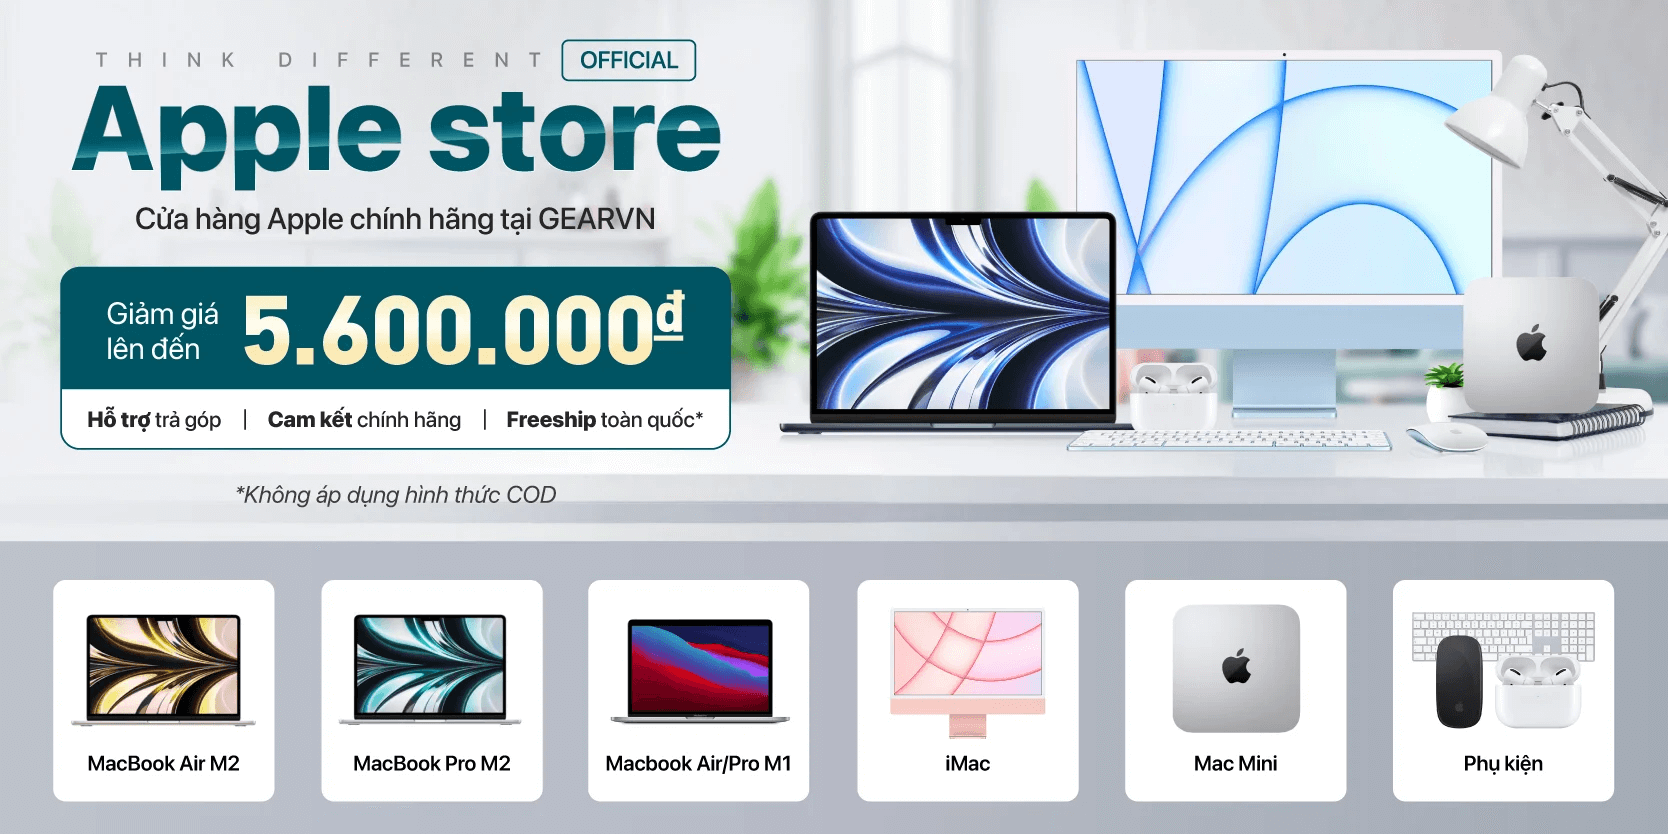 THINK DIFFERENT OFFICIAL
Apple store
Cửa hàng Apple chính hãng tại GEARVN
Giảm giá
lên đến
5.600.000đ
Hỗ trợ trả góp | Cam kết chính hãng | Freeship toàn quốc*
*Không áp dụng hình thức COD
MacBook Air M2
MacBook Pro M2
Macbook Air/Pro M1
iMac
Mac Mini
Phụ kiện